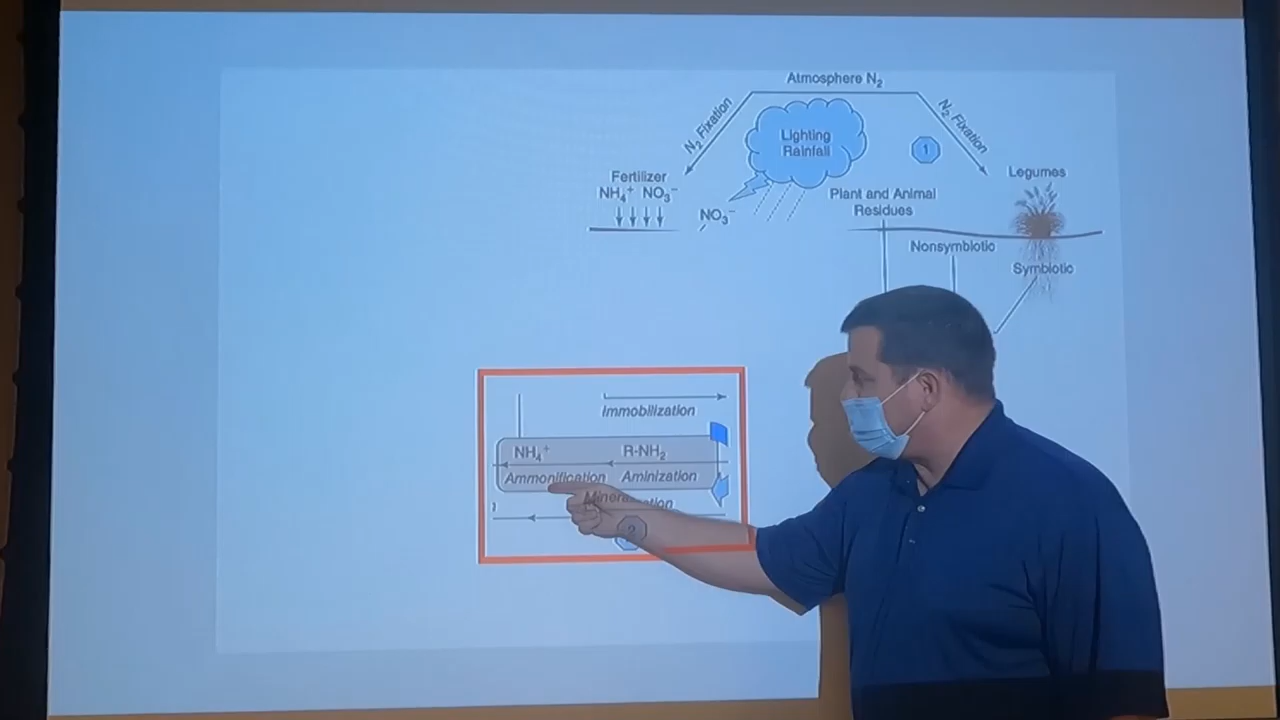 Atmosphere N₂
N₂ Fixation
N₂ Fixation
Lighting
Rainfall
1
Fertilizer
NH₄⁺ NO₃⁻
NO₃⁻
Plant and Animal
Residues
Legumes
Nonsymbiotic
Symbiotic
Immobilization
NH₄⁺ R-NH₂
Ammonification Aminization
2